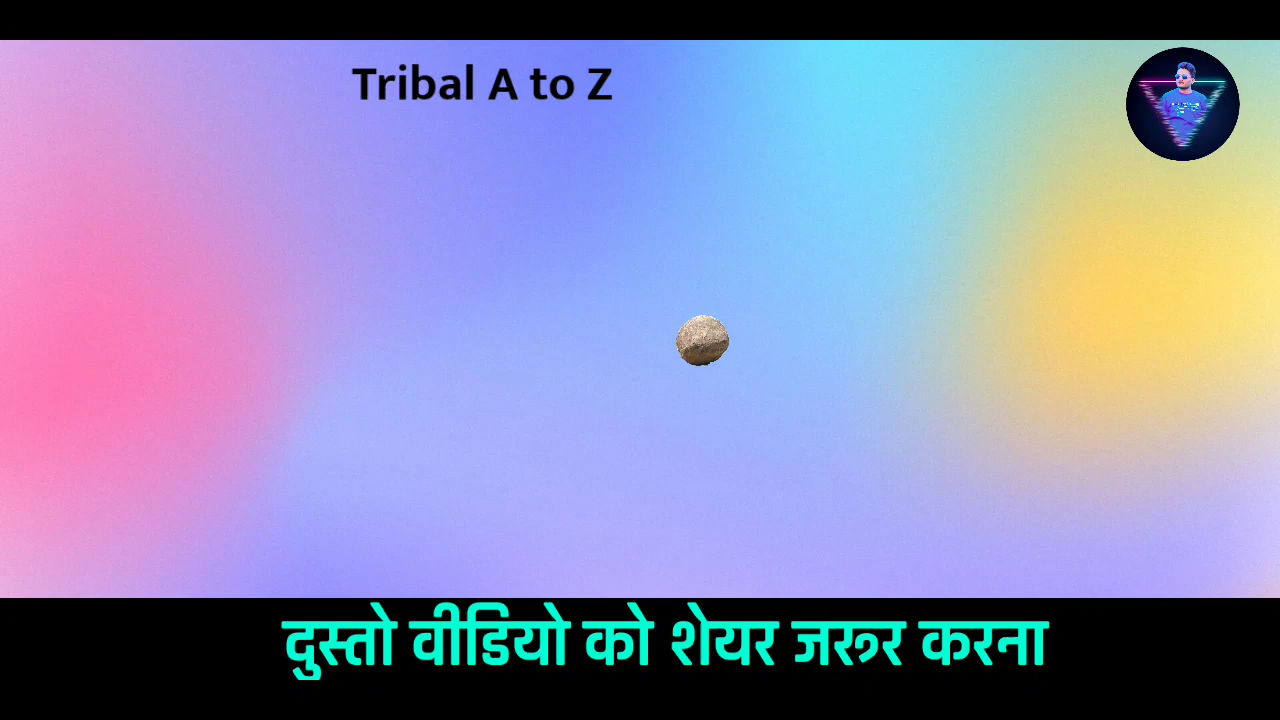 Tribal A to Z
दुस्तो वीडियो को शेयर जरूर करना